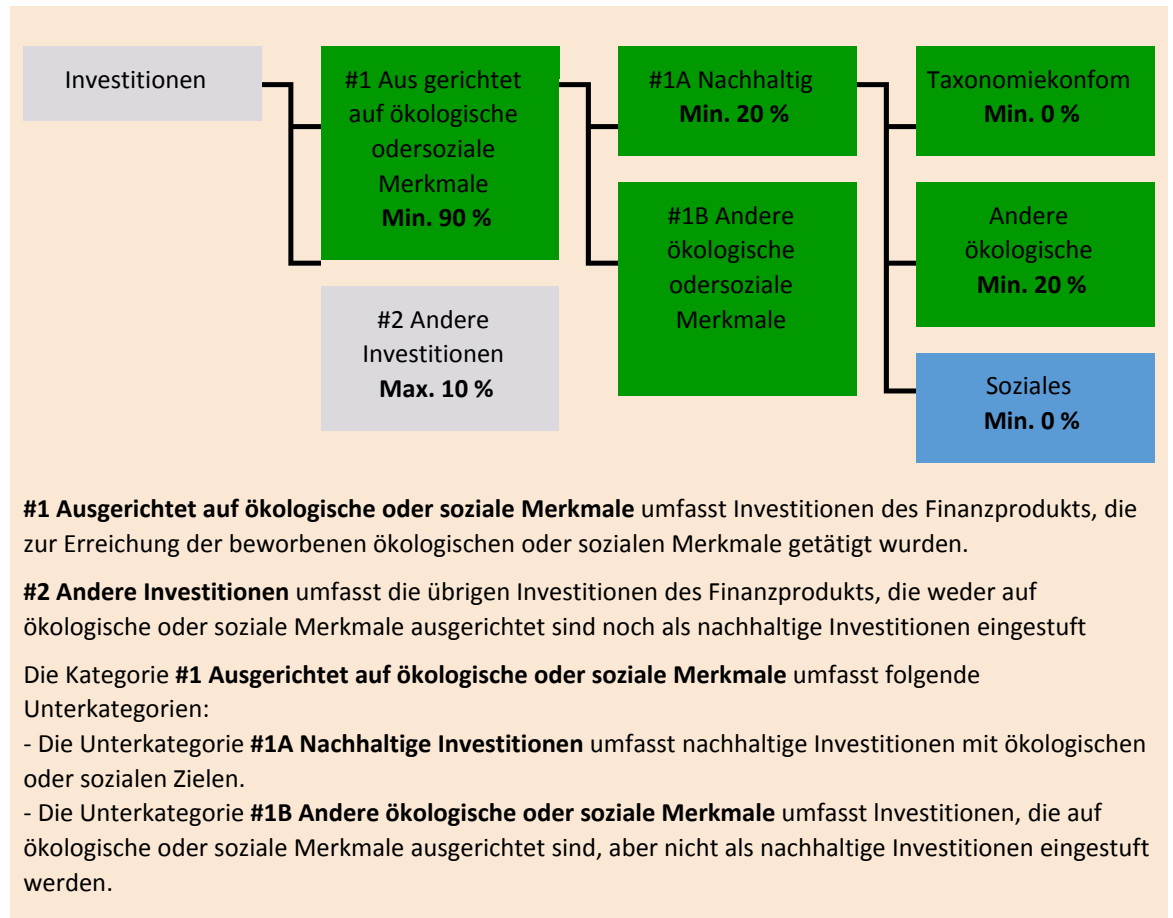 Investitionen
#1 Aus gerichtet
auf ökologische
odersoziale
Merkmale
Min. 90 %
#2 Andere
Investitionen
Max. 10 %
#1A Nachhaltig
Min. 20 %
#1B Andere
ökologische
odersoziale
Merkmale
Taxonomiekonfom
Min. 0 %
Andere
ökologische
Min. 20 %
Soziales
Min. 0 %
#1 Ausgerichtet auf ökologische oder soziale Merkmale umfasst Investitionen des Finanzprodukts, die
zur Erreichung der beworbenen ökologischen oder sozialen Merkmale getätigt wurden.
#2 Andere Investitionen umfasst die übrigen Investitionen des Finanzprodukts, die weder auf
ökologische oder soziale Merkmale ausgerichtet sind noch als nachhaltige Investitionen eingestuft
Die Kategorie #1 Ausgerichtet auf ökologische oder soziale Merkmale umfasst folgende
Unterkategorien:
- Die Unterkategorie #1A Nachhaltige Investitionen umfasst nachhaltige Investitionen mit ökologischen
oder sozialen Zielen.
- Die Unterkategorie #1B Andere ökologische oder soziale Merkmale umfasst lnvestitionen, die auf
ökologische oder soziale Merkmale ausgerichtet sind, aber nicht als nachhaltige Investitionen eingestuft
werden.